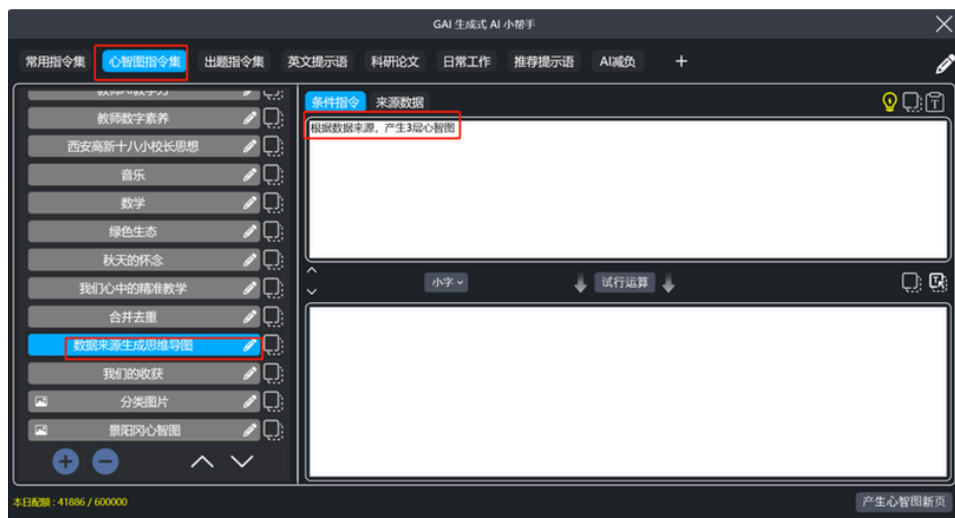 GAI 生成式 AI 小帮手
常用指令集 心智图指令集 出题指令集 英文提示语 科研论文 日常工作 推荐提示语 AI减负 +
教师AI教学力
教师数字素养
西安高新十八小校长思想
音乐
数学
绿色生态
秋天的怀念
我们心中的精准教学
合并去重
数据来源生成思维导图
我们的收获
分类图片
景阳冈心智图
条件指令 来源数据
根据数据来源，产生3层心智图
小字 试行运算
本日配额 : 41886 / 600000
产生心智图新页